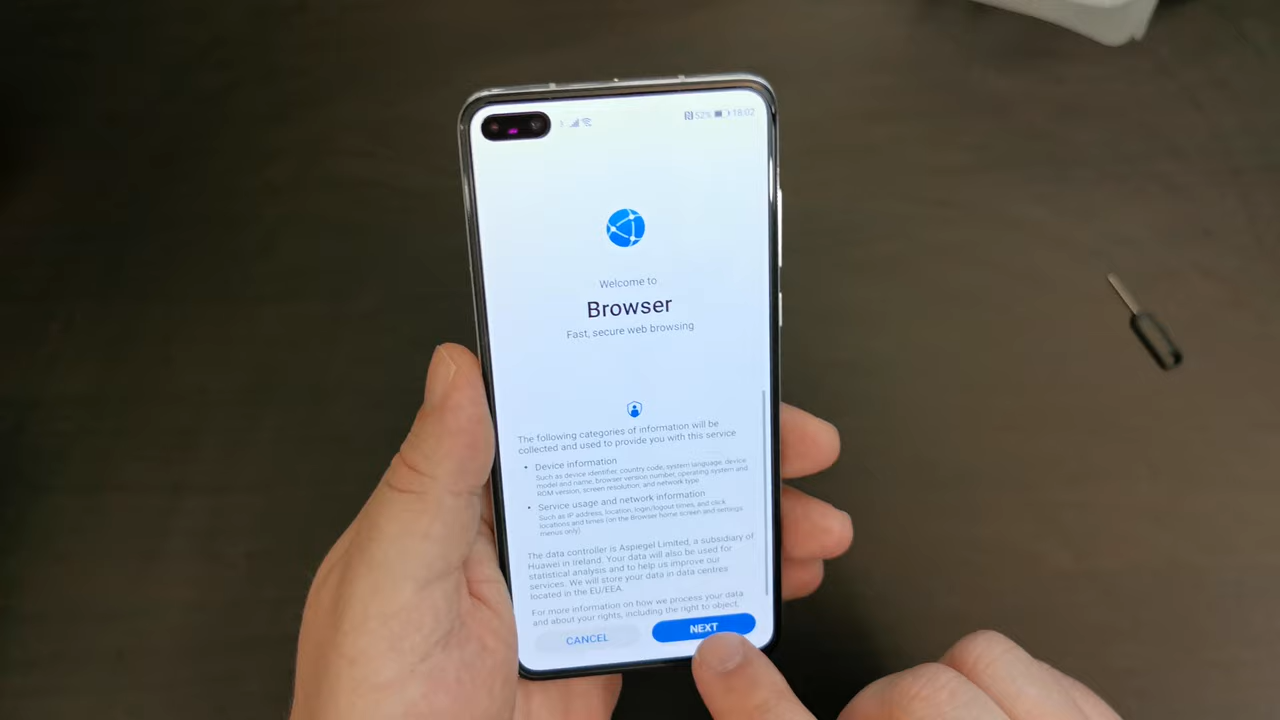 52% 18:02
Welcome to
Browser
Fast, secure web browsing
The following categories of information will be
collected and used to provide you with this service
• Device information
Such as device identifier, country code, system language, device
model and name, browser version number, operating system and
ROM version, screen resolution, and network type
• Service usage and network information
Such as IP address, location, login/logout times, and click
locations and times (on the Browser home screen and settings
menus only)
The data controller is Aspiegel Limited, a subsidiary of
Huawei in Ireland. Your data will also be used for
statistical analysis and to help us improve our
services. We will store your data in data centres
located in the EU/EEA.
For more information on how we process your data
and about your rights, including the right to object,
CANCEL NEXT